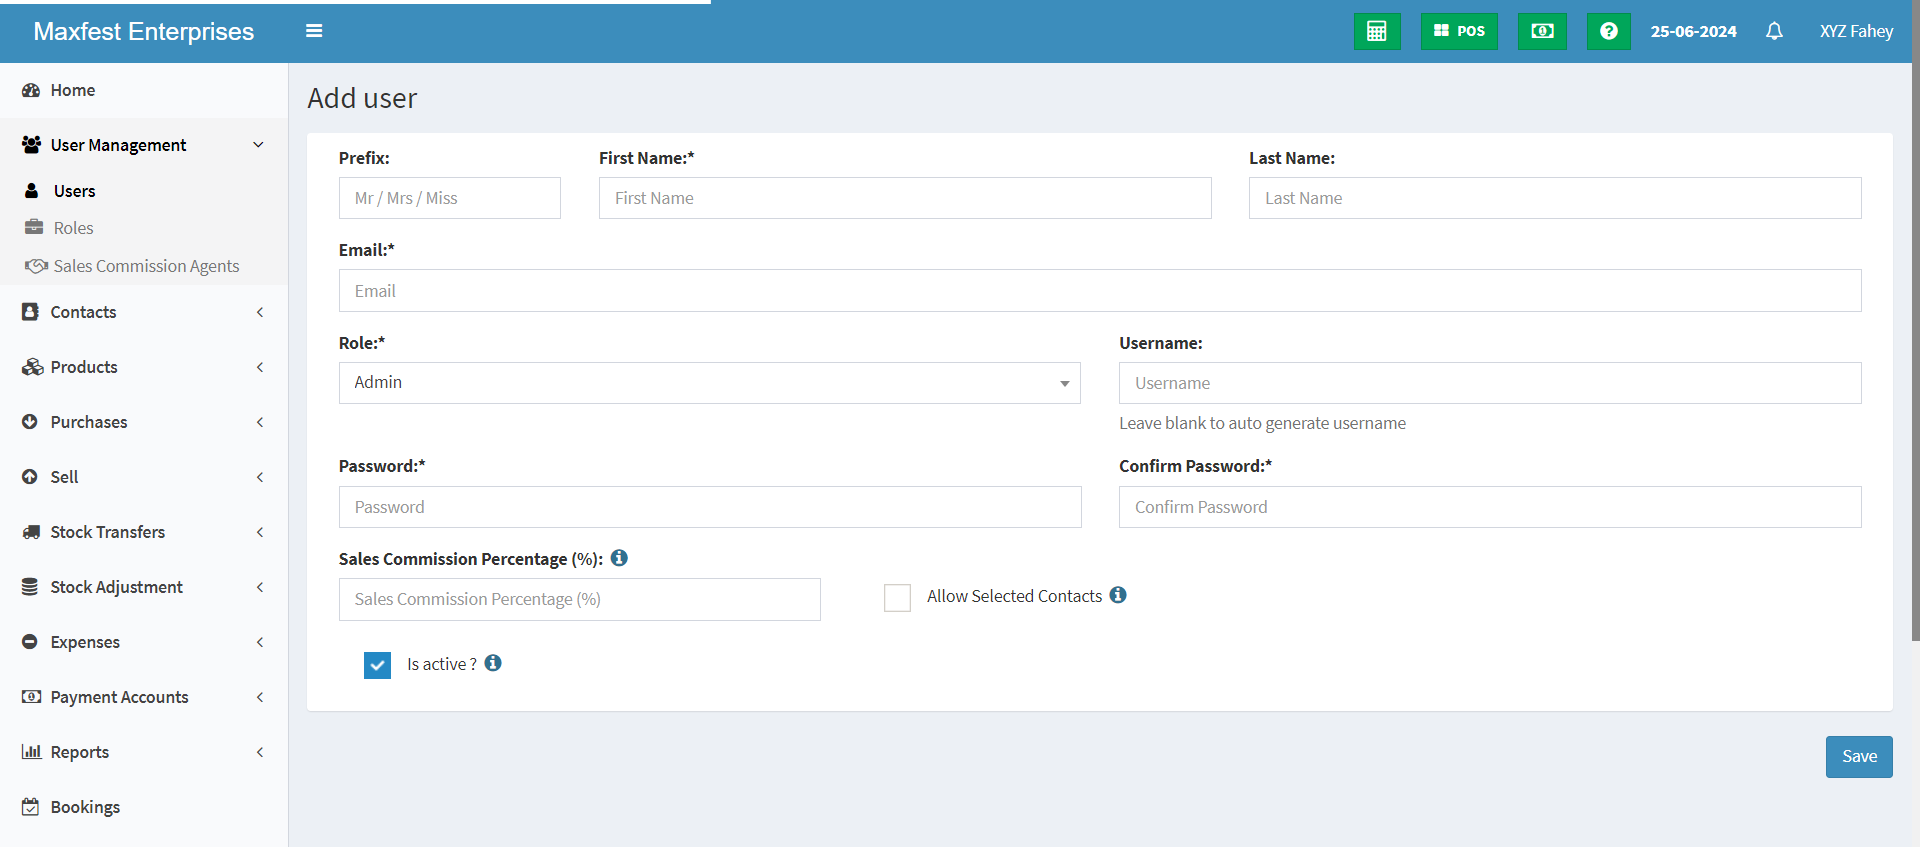 Maxfest Enterprises
POS
25-06-2024
XYZ Fahey
Home
User Management
Users
Roles
Sales Commission Agents
Contacts
Products
Purchases
Sell
Stock Transfers
Stock Adjustment
Expenses
Payment Accounts
Reports
Bookings
Add user
Prefix:
Mr / Mrs / Miss
First Name:*
First Name
Last Name:
Last Name
Email:*
Email
Role:*
Admin
Username:
Username
Leave blank to auto generate username
Password:*
Password
Confirm Password:*
Confirm Password
Sales Commission Percentage (%):
Sales Commission Percentage (%)
Allow Selected Contacts
Is active ?
Save